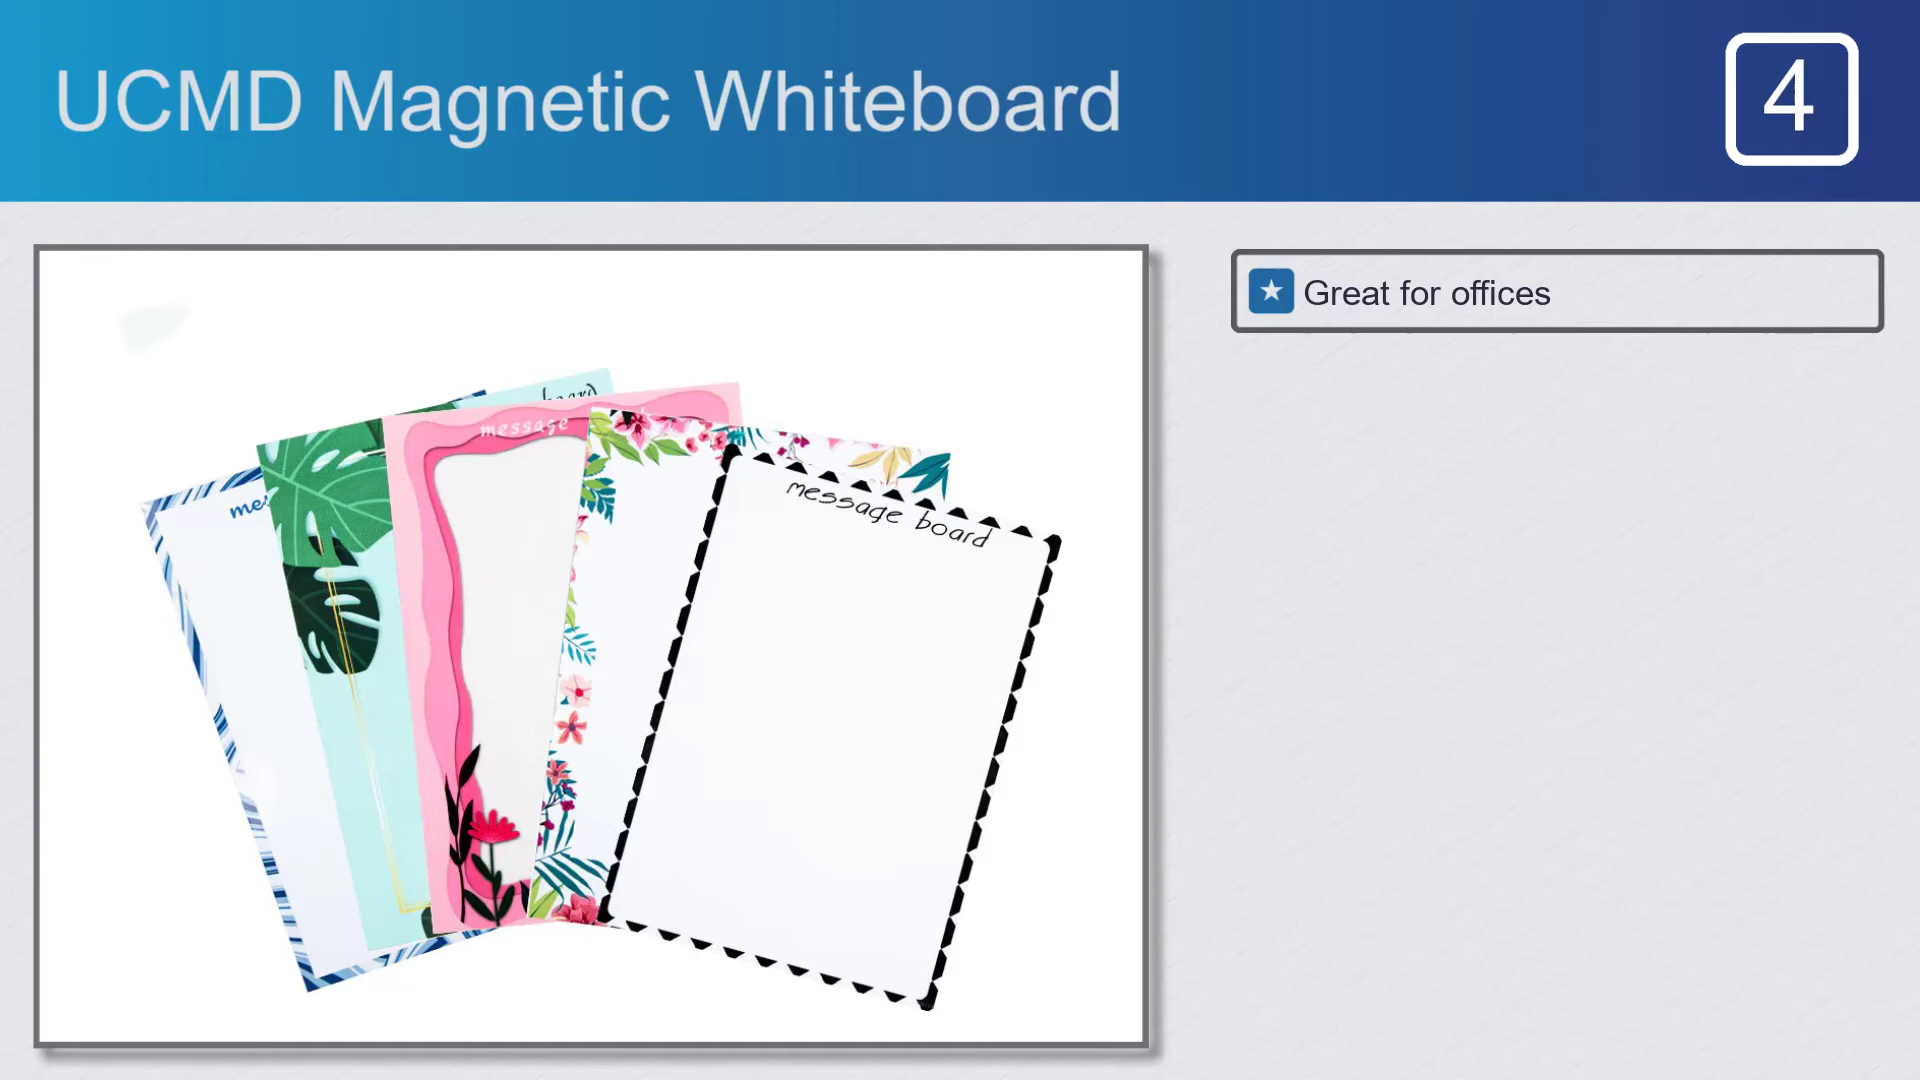 UCMD Magnetic Whiteboard
4
Great for offices
message
message board